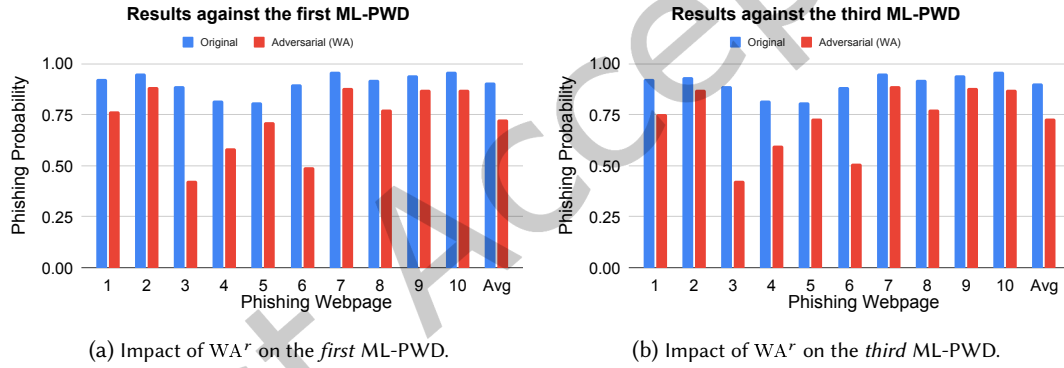 Results against the first ML-PWD
Original Adversarial (WA)
Phishing Probability
1.00
0.75
0.50
0.25
0.00
1 2 3 4 5 6 7 8 9 10 Avg
Phishing Webpage
(a) Impact of WAʳ on the first ML-PWD.
Results against the third ML-PWD
Original Adversarial (WA)
Phishing Probability
1.00
0.75
0.50
0.25
0.00
1 2 3 4 5 6 7 8 9 10 Avg
Phishing Webpage
(b) Impact of WAʳ on the third ML-PWD.